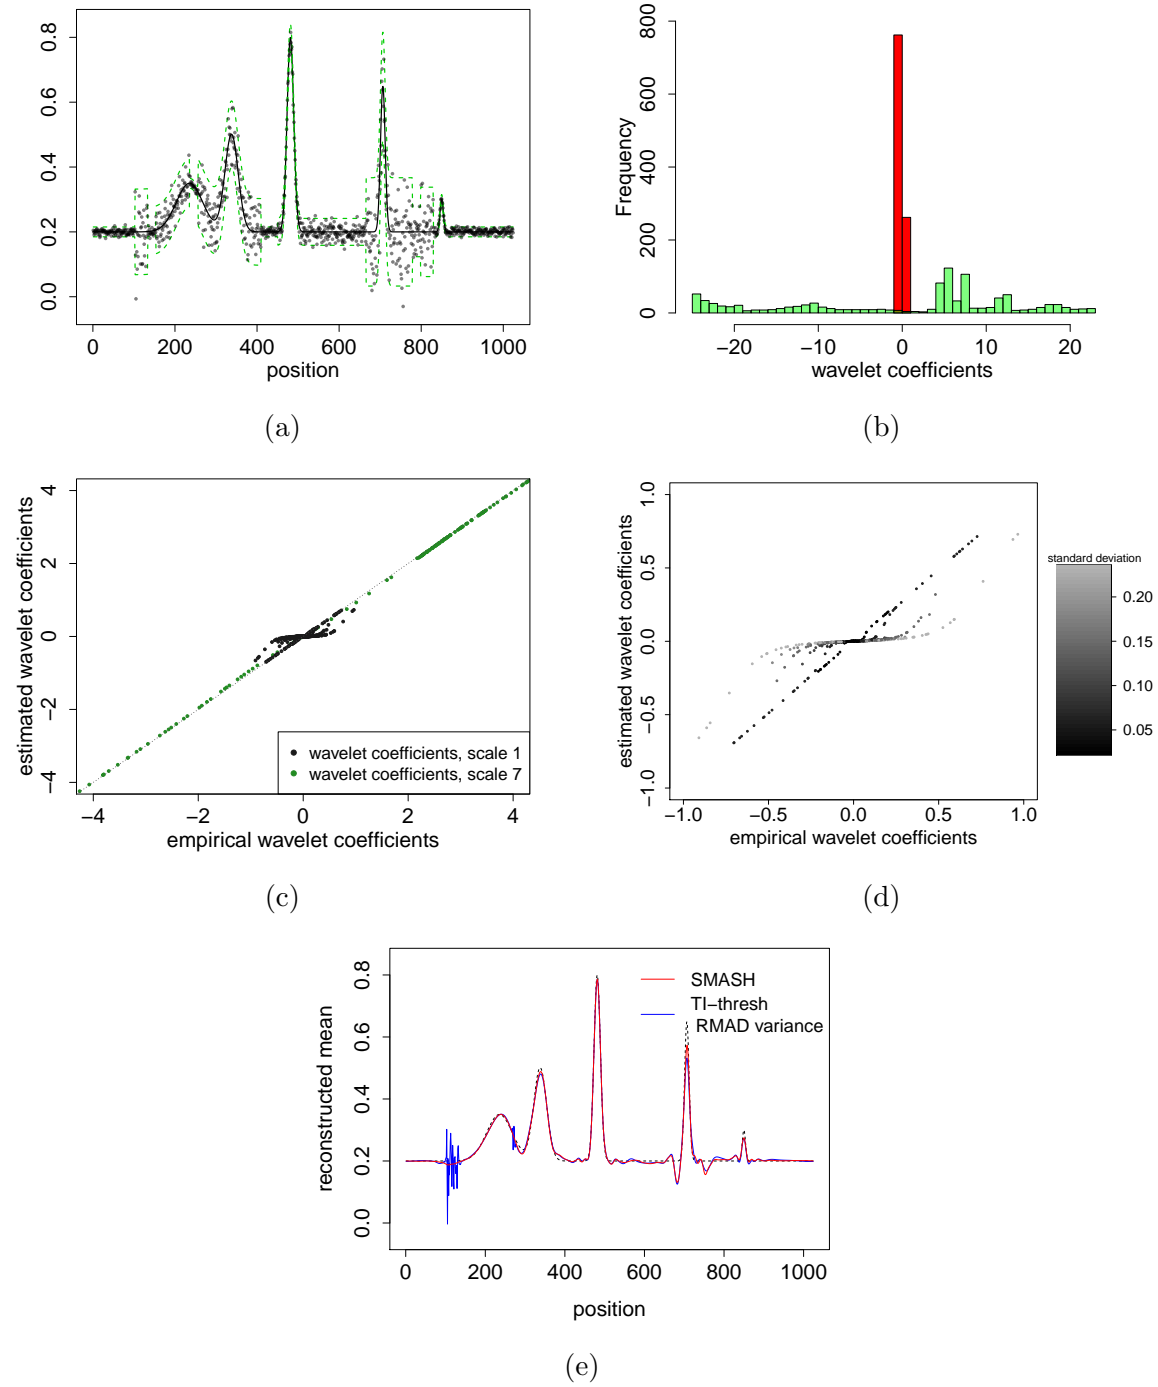 0.0 0.2 0.4 0.6 0.8
0 200 400 600 800 1000
position
(a)
Frequency
0 200 400 600 800
−20 −10 0 10 20
wavelet coefficients
(b)
estimated wavelet coefficients
−4 −2 0 2 4
wavelet coefficients, scale 1
wavelet coefficients, scale 7
−4 −2 0 2 4
empirical wavelet coefficients
(c)
estimated wavelet coefficients
−1.0 −0.5 0.0 0.5 1.0
−1.0 −0.5 0.0 0.5 1.0
empirical wavelet coefficients
standard deviation
0.20
0.15
0.10
0.05
(d)
reconstructed mean
0.0 0.2 0.4 0.6 0.8
SMASH
TI−thresh
RMAD variance
0 200 400 600 800 1000
position
(e)